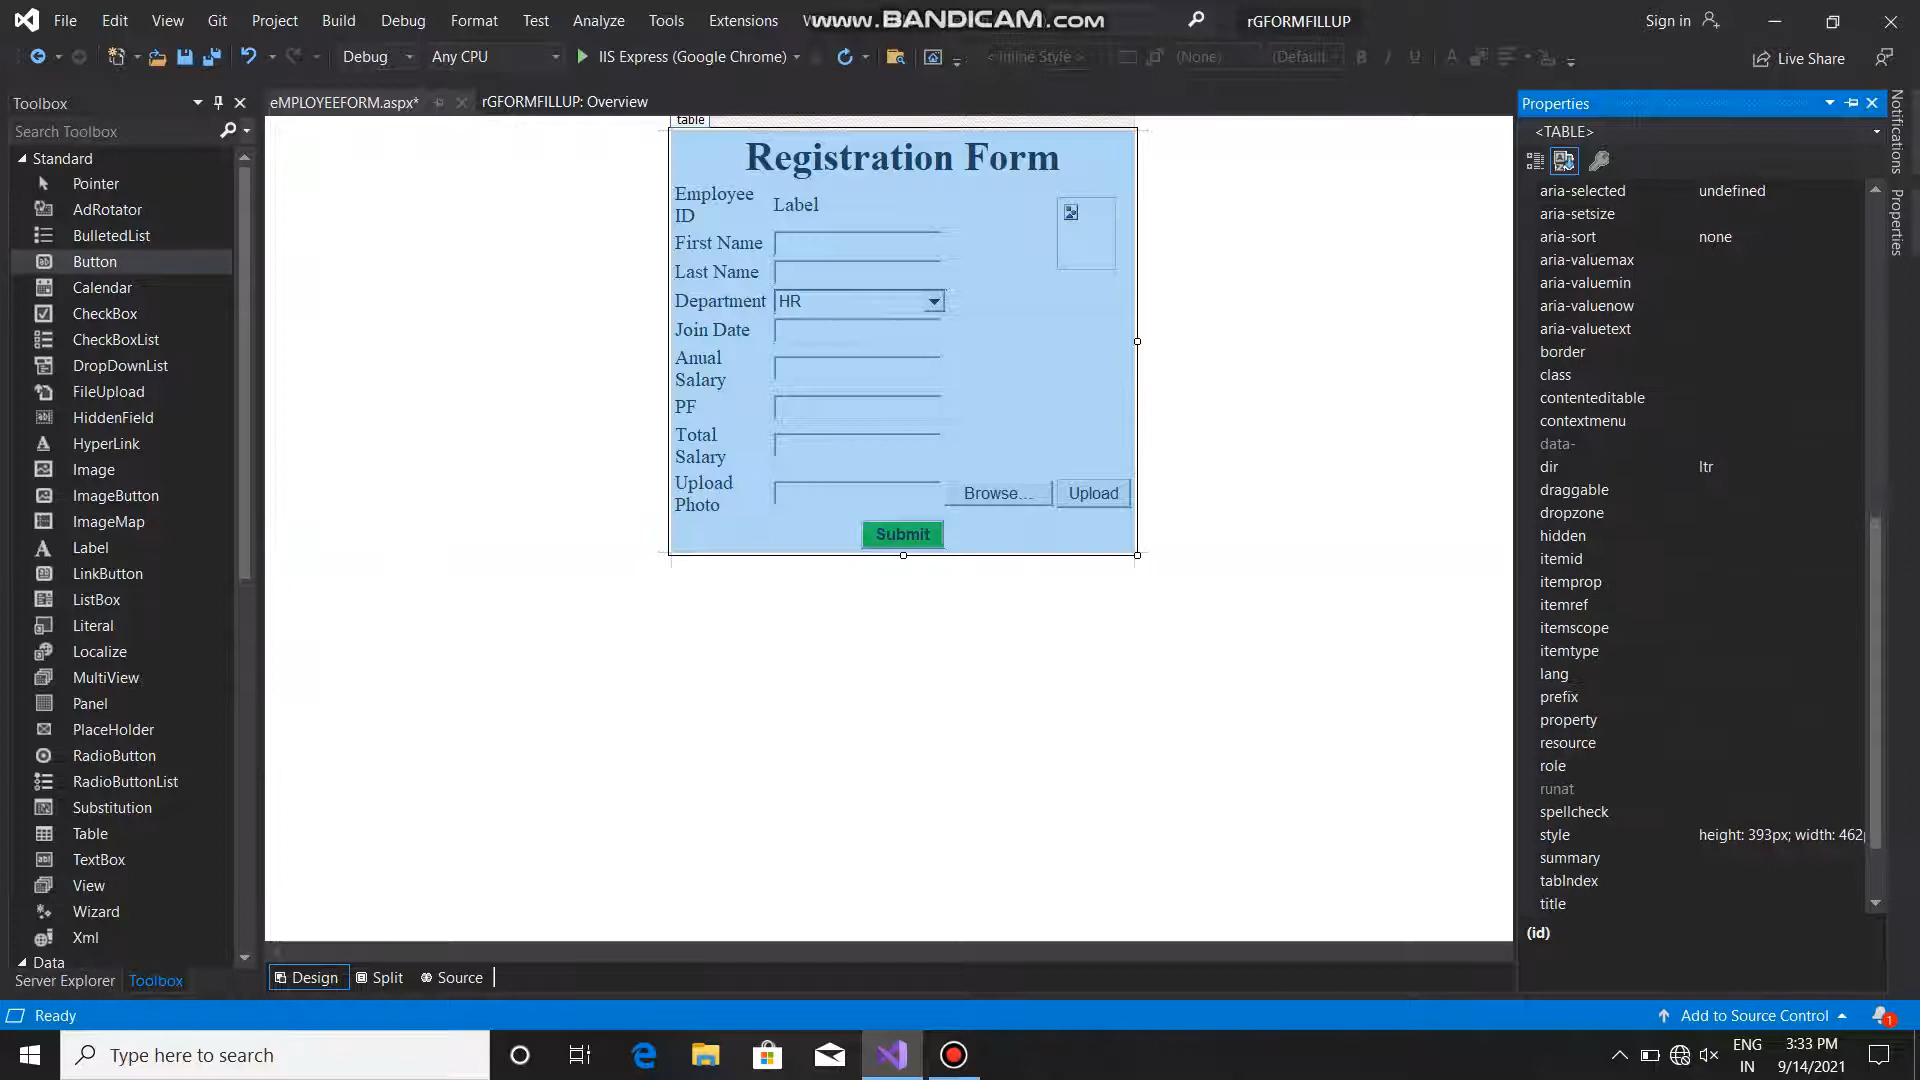 File Edit View Git Project Build Debug Format Test Analyze Tools Extensions www.BANDICAM.com rGFORMFILLUP Sign in
Debug Any CPU IIS Express (Google Chrome) < Inline Style > (None) (Default B I U A Live Share
Toolbox
Search Toolbox
Standard
Pointer
AdRotator
BulletedList
Button
Calendar
CheckBox
CheckBoxList
DropDownList
FileUpload
HiddenField
HyperLink
Image
ImageButton
ImageMap
Label
LinkButton
ListBox
Literal
Localize
MultiView
Panel
PlaceHolder
RadioButton
RadioButtonList
Substitution
Table
TextBox
View
Wizard
Xml
Data
Server Explorer Toolbox
eMPLOYEEFORM.aspx* rGFORMFILLUP: Overview
table
Registration Form
Employee
ID
Label
First Name
Last Name
Department HR
Join Date
Anual
Salary
PF
Total
Salary
Upload
Photo
Browse... Upload
Submit
Design Split Source
Properties
<TABLE>
aria-selected undefined
aria-setsize
aria-sort none
aria-valuemax
aria-valuemin
aria-valuenow
aria-valuetext
border
class
contenteditable
contextmenu
data-
dir ltr
draggable
dropzone
hidden
itemid
itemprop
itemref
itemscope
itemtype
lang
prefix
property
resource
role
runat
spellcheck
style height: 393px; width: 462p
summary
tabIndex
title
(id)
Notifications
Properties
Ready Add to Source Control 1
Type here to search
ENG
IN
3:33 PM
9/14/2021